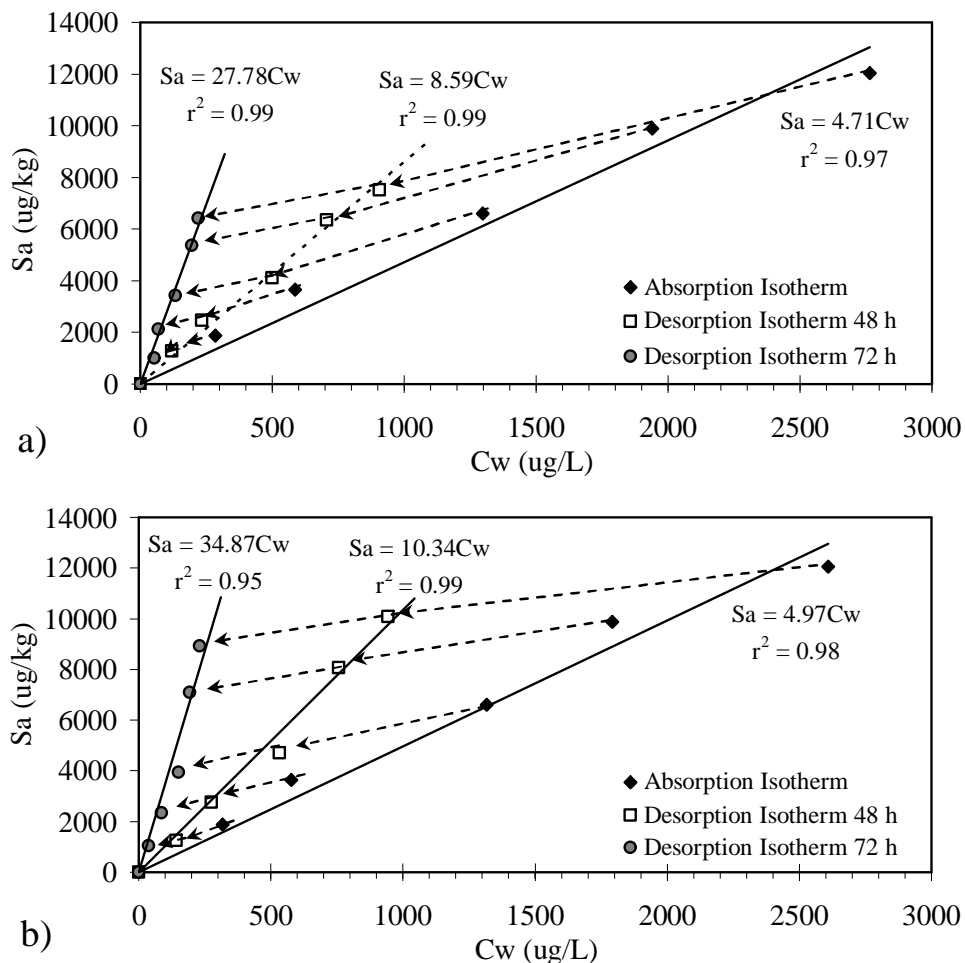 14000
12000
10000
8000
6000
4000
2000
0
Sa (ug/kg)
Sa = 27.78Cw
r² = 0.99
Sa = 8.59Cw
r² = 0.99
Sa = 4.71Cw
r² = 0.97
Absorption Isotherm
Desorption Isotherm 48 h
Desorption Isotherm 72 h
0 500 1000 1500 2000 2500 3000
Cw (ug/L)
a)
14000
12000
10000
8000
6000
4000
2000
0
Sa (ug/kg)
Sa = 34.87Cw
r² = 0.95
Sa = 10.34Cw
r² = 0.99
Sa = 4.97Cw
r² = 0.98
Absorption Isotherm
Desorption Isotherm 48 h
Desorption Isotherm 72 h
0 500 1000 1500 2000 2500 3000
Cw (ug/L)
b)